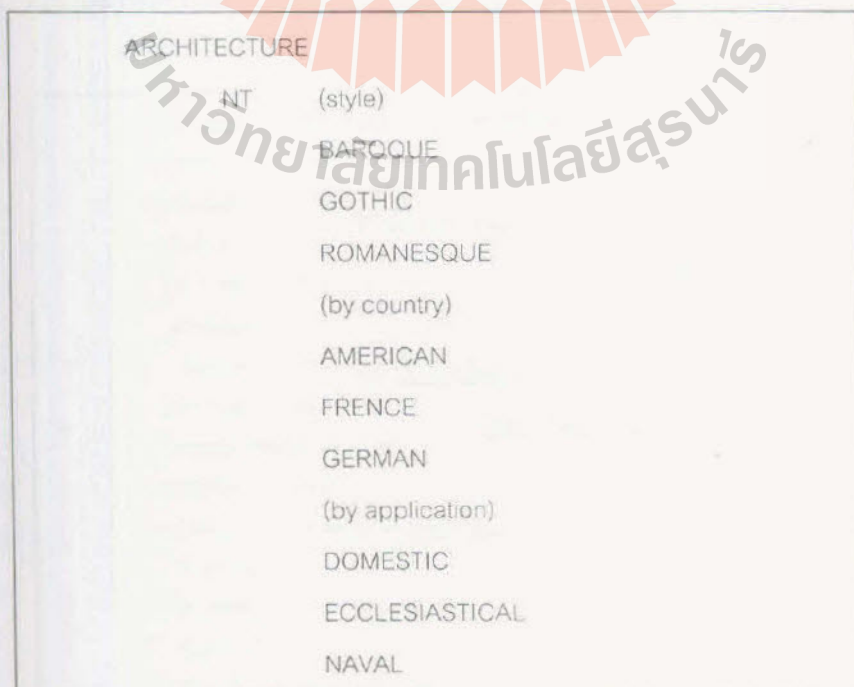 ARCHITECTURE
NT (style)
BAROQUE
GOTHIC
ROMANESQUE
(by country)
AMERICAN
FRENCE
GERMAN
(by application)
DOMESTIC
ECCLESIASTICAL
NAVAL